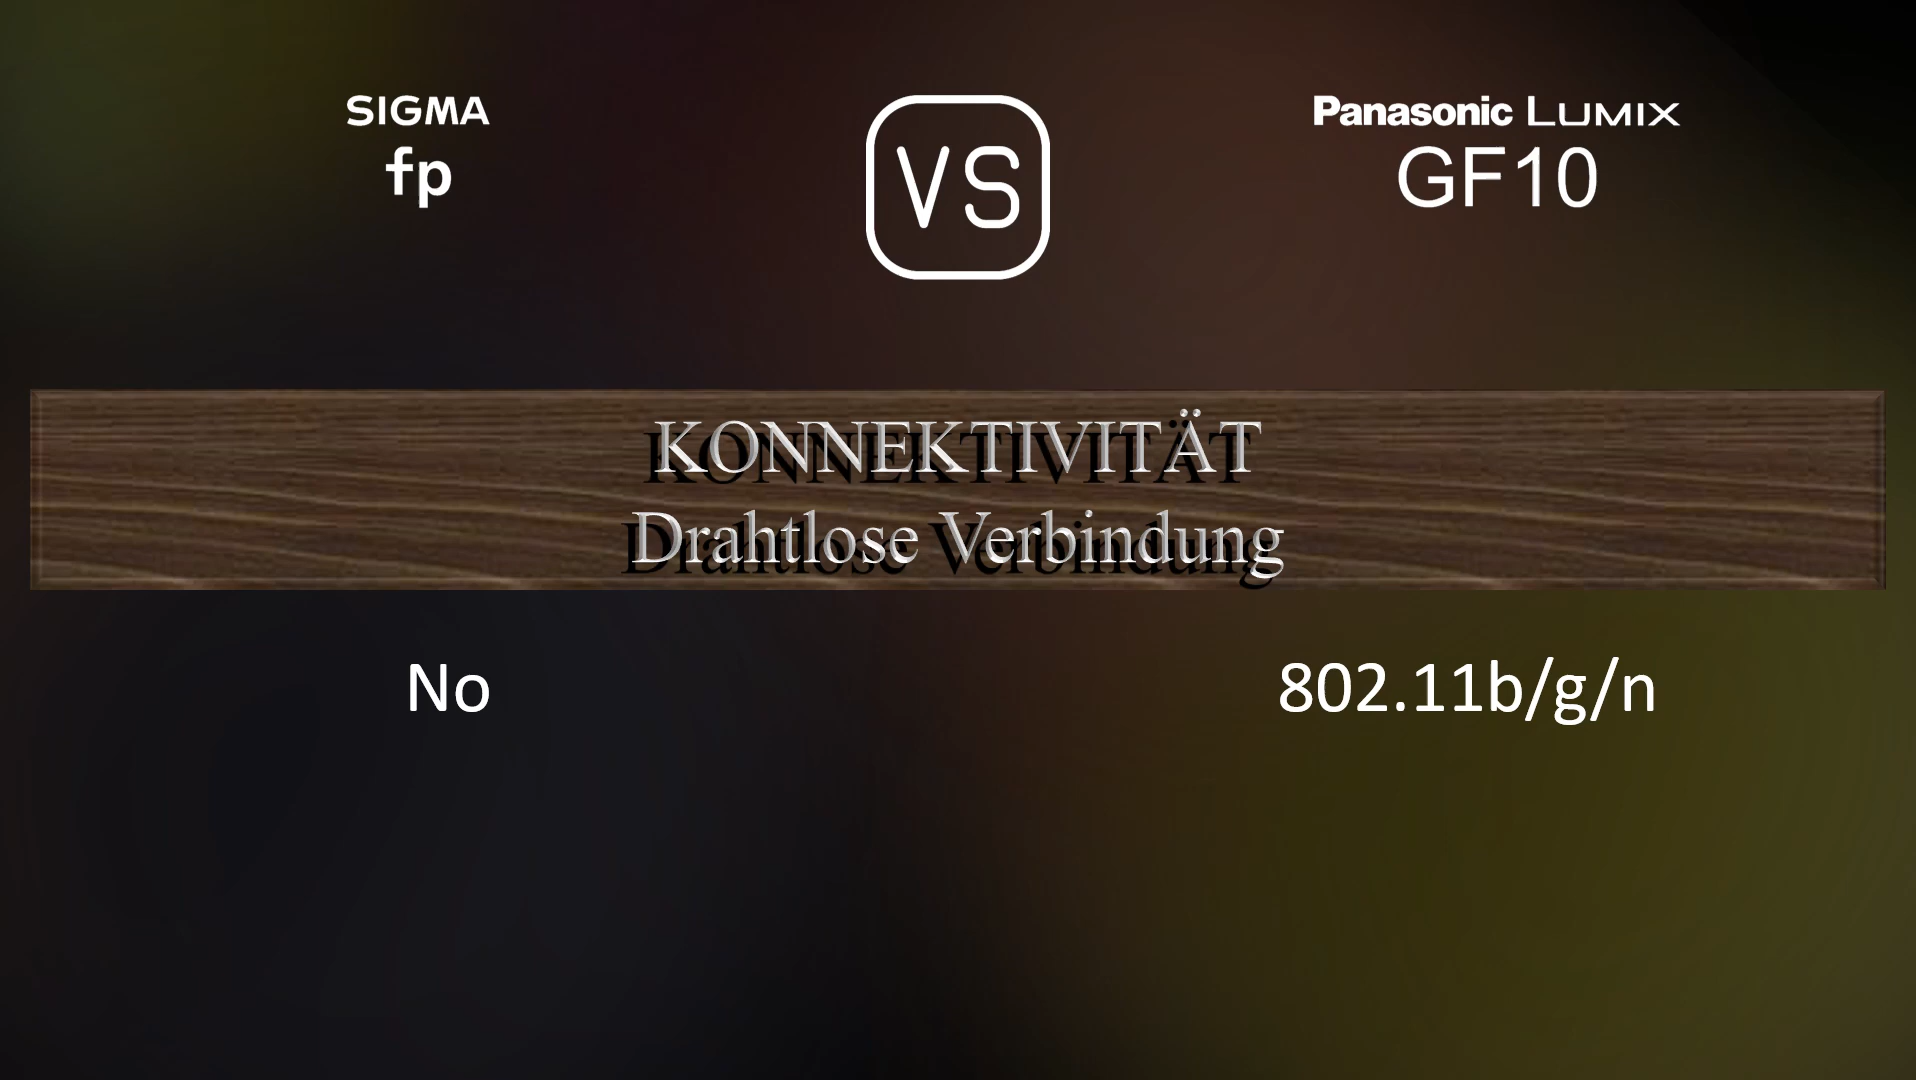 SIGMA
fp
VS
Panasonic LUMIX
GF10
KONNEKTIVITÄT
Drahtlose Verbindung
No
802.11b/g/n